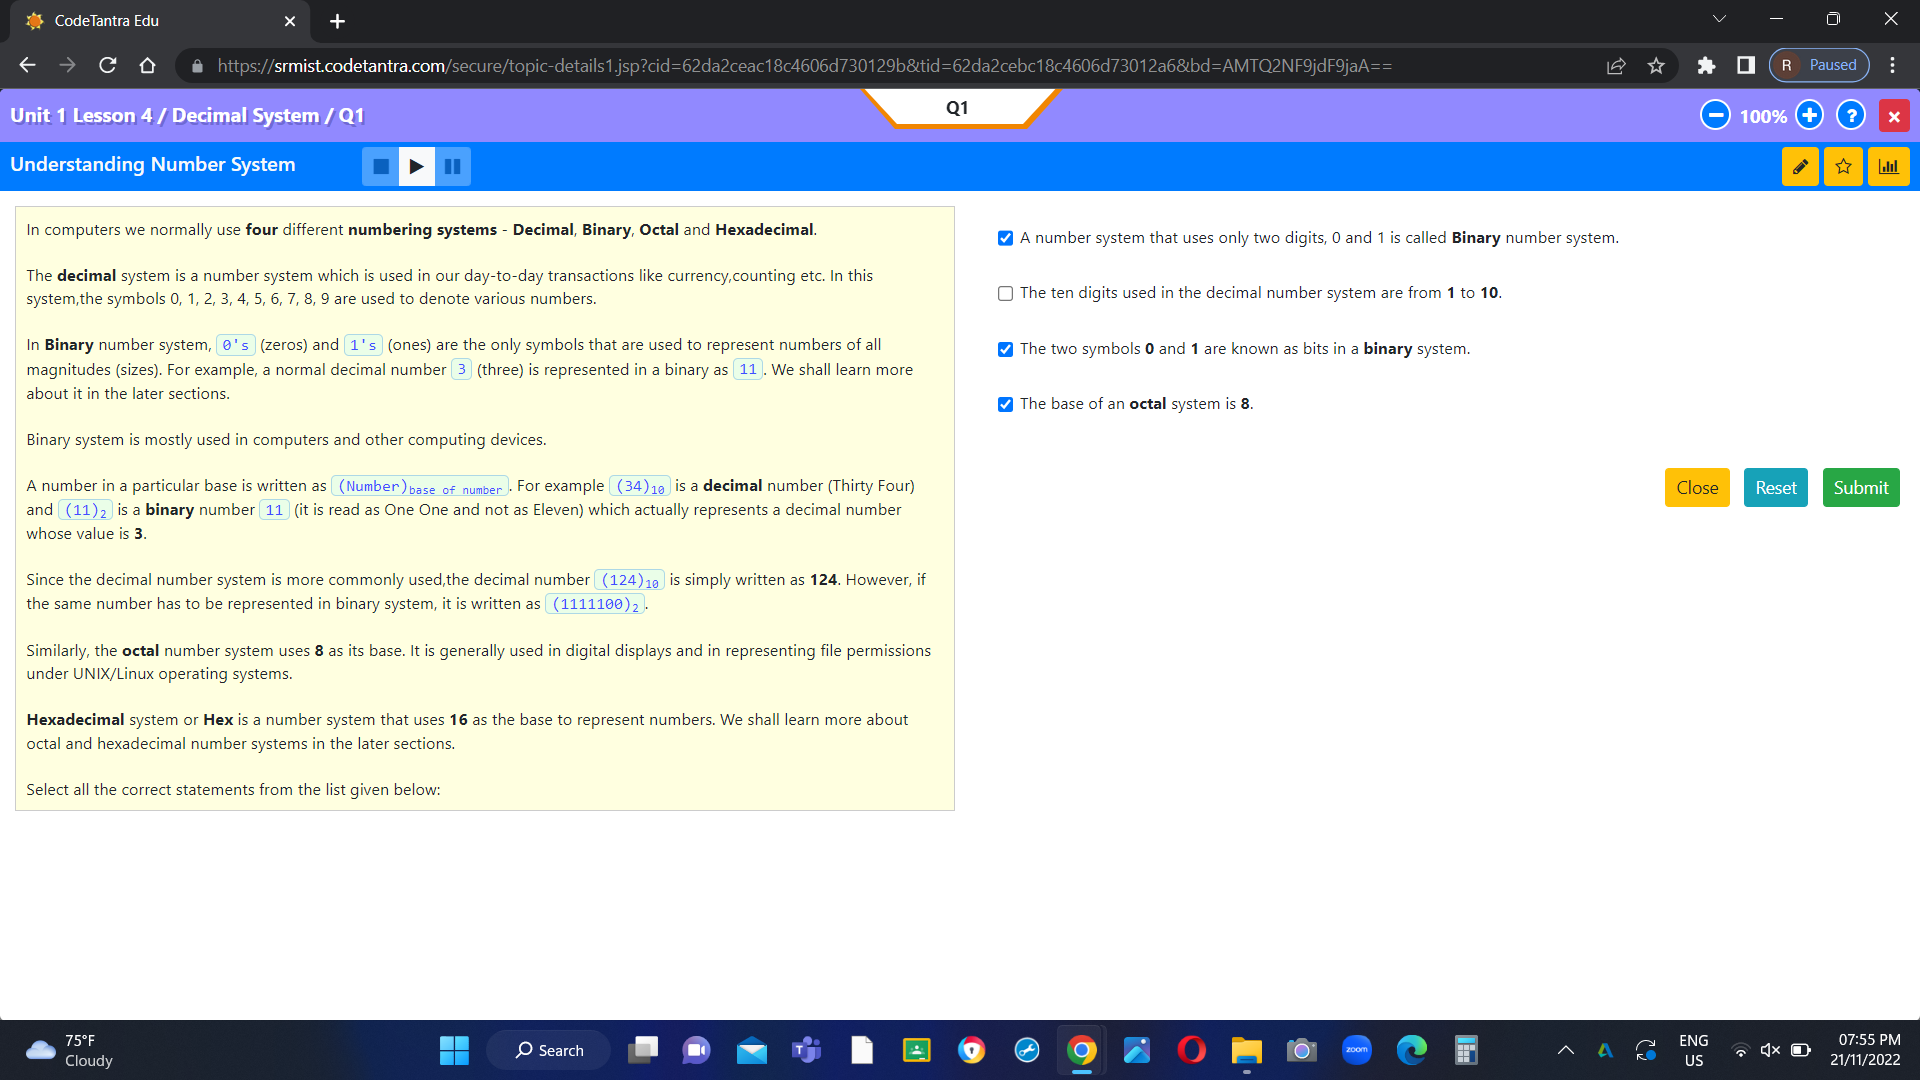 CodeTantra Edu
https://srmist.codetantra.com/secure/topic-details1.jsp?cid=62da2ceac18c4606d730129b&tid=62da2cebc18c4606d73012a6&bd=AMTQ2NF9jdF9jaA==
R Paused
Unit 1 Lesson 4 / Decimal System / Q1
Q1
100%
?
Understanding Number System
In computers we normally use four different numbering systems - Decimal, Binary, Octal and Hexadecimal.
The decimal system is a number system which is used in our day-to-day transactions like currency,counting etc. In this
system,the symbols 0, 1, 2, 3, 4, 5, 6, 7, 8, 9 are used to denote various numbers.
In Binary number system, 0's (zeros) and 1's (ones) are the only symbols that are used to represent numbers of all
magnitudes (sizes). For example, a normal decimal number 3 (three) is represented in a binary as 11. We shall learn more
about it in the later sections.
Binary system is mostly used in computers and other computing devices.
A number in a particular base is written as (Number)base of number. For example (34)10 is a decimal number (Thirty Four)
and (11)2 is a binary number 11 (it is read as One One and not as Eleven) which actually represents a decimal number
whose value is 3.
Since the decimal number system is more commonly used,the decimal number (124)10 is simply written as 124. However, if
the same number has to be represented in binary system, it is written as (1111100)2.
Similarly, the octal number system uses 8 as its base. It is generally used in digital displays and in representing file permissions
under UNIX/Linux operating systems.
Hexadecimal system or Hex is a number system that uses 16 as the base to represent numbers. We shall learn more about
octal and hexadecimal number systems in the later sections.
Select all the correct statements from the list given below:
A number system that uses only two digits, 0 and 1 is called Binary number system.
The ten digits used in the decimal number system are from 1 to 10.
The two symbols 0 and 1 are known as bits in a binary system.
The base of an octal system is 8.
Close
Reset
Submit
75°F
Cloudy
Search
zoom
ENG
US
07:55 PM
21/11/2022